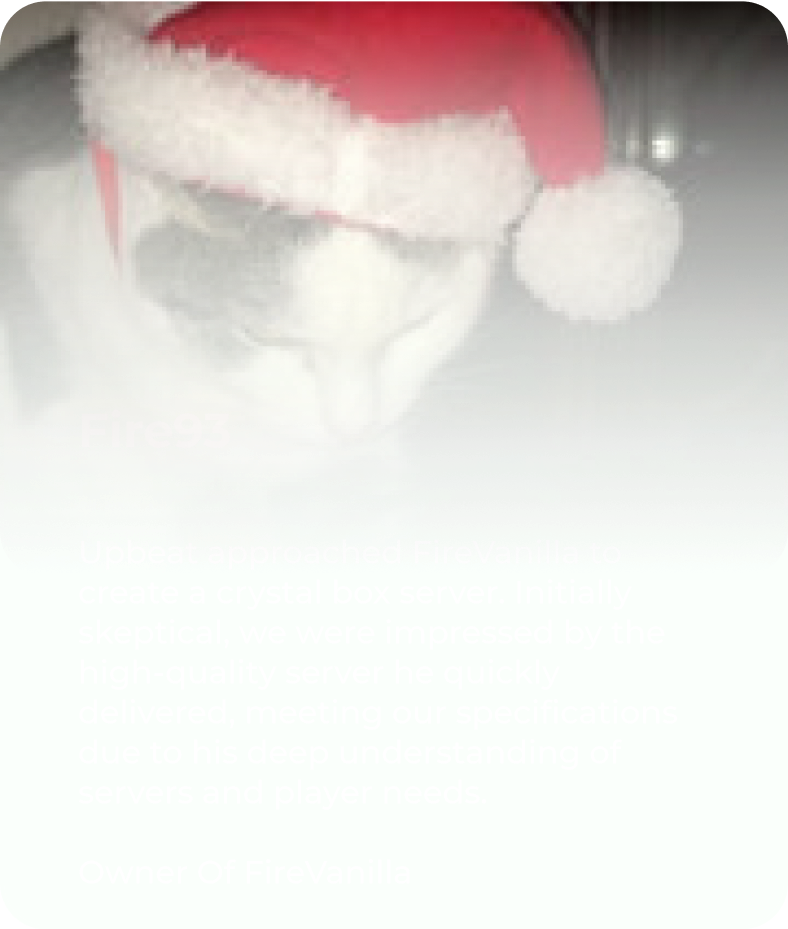 create a crystal box server. Initially
skeptical, we were impressed by the
high-quality server he quickly
delivered, meeting our specifications
due to his deep understanding of
servers and player needs.
Owner Of